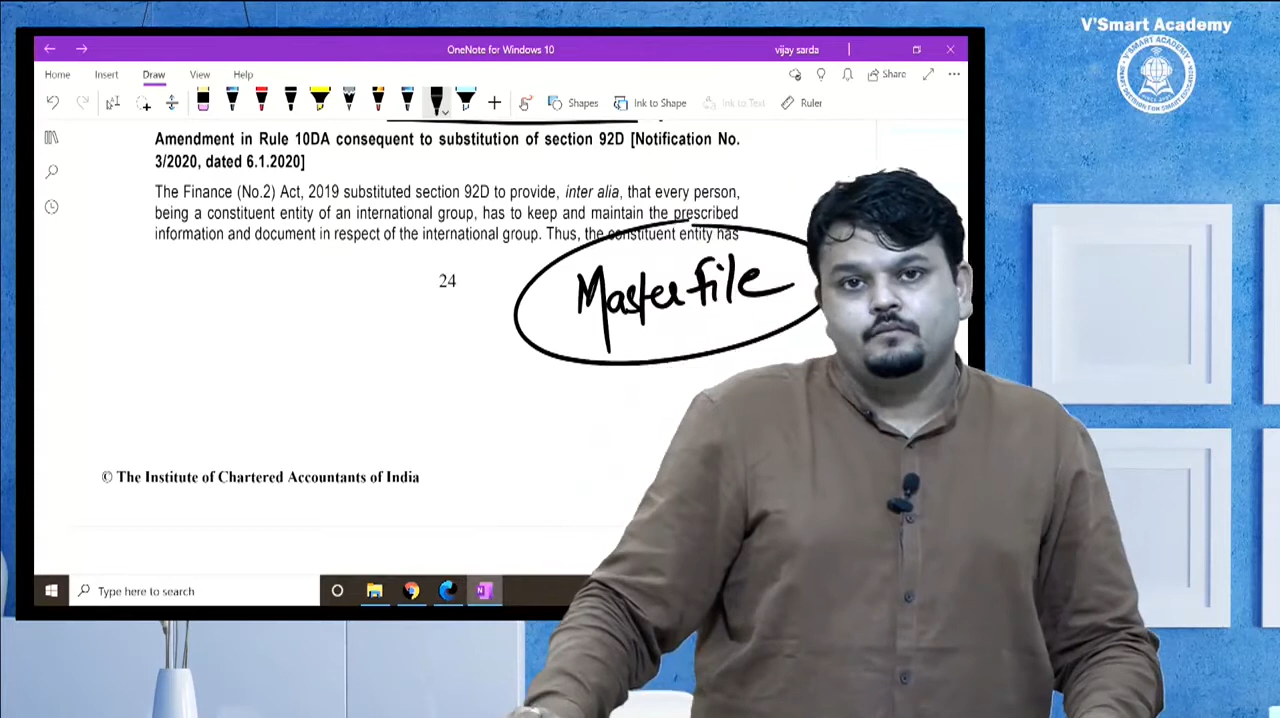 V'Smart Academy
OneNote for Windows 10
vijay sarda
Home Insert Draw View Help
Share
Shapes Ink to Shape Ink to Text Ruler
Amendment in Rule 10DA consequent to substitution of section 92D [Notification No.
3/2020, dated 6.1.2020]
The Finance (No.2) Act, 2019 substituted section 92D to provide, inter alia, that every person,
being a constituent entity of an international group, has to keep and maintain the prescribed
information and document in respect of the international group. Thus, the constituent entity has
24
Master file
© The Institute of Chartered Accountants of India
Type here to search